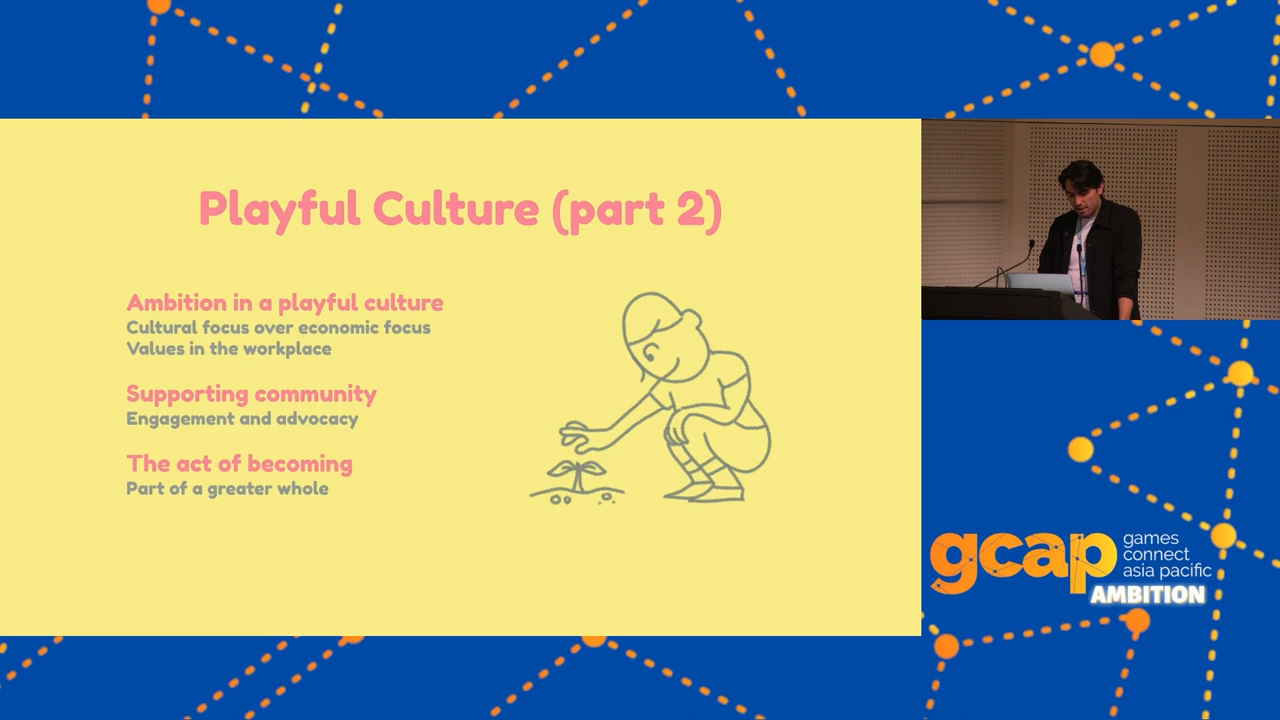 Playful Culture (part 2)
Ambition in a playful culture
Cultural focus over economic focus
Values in the workplace
Supporting community
Engagement and advocacy
The act of becoming
Part of a greater whole
gcap
games
connect
asia pacific
AMBITION